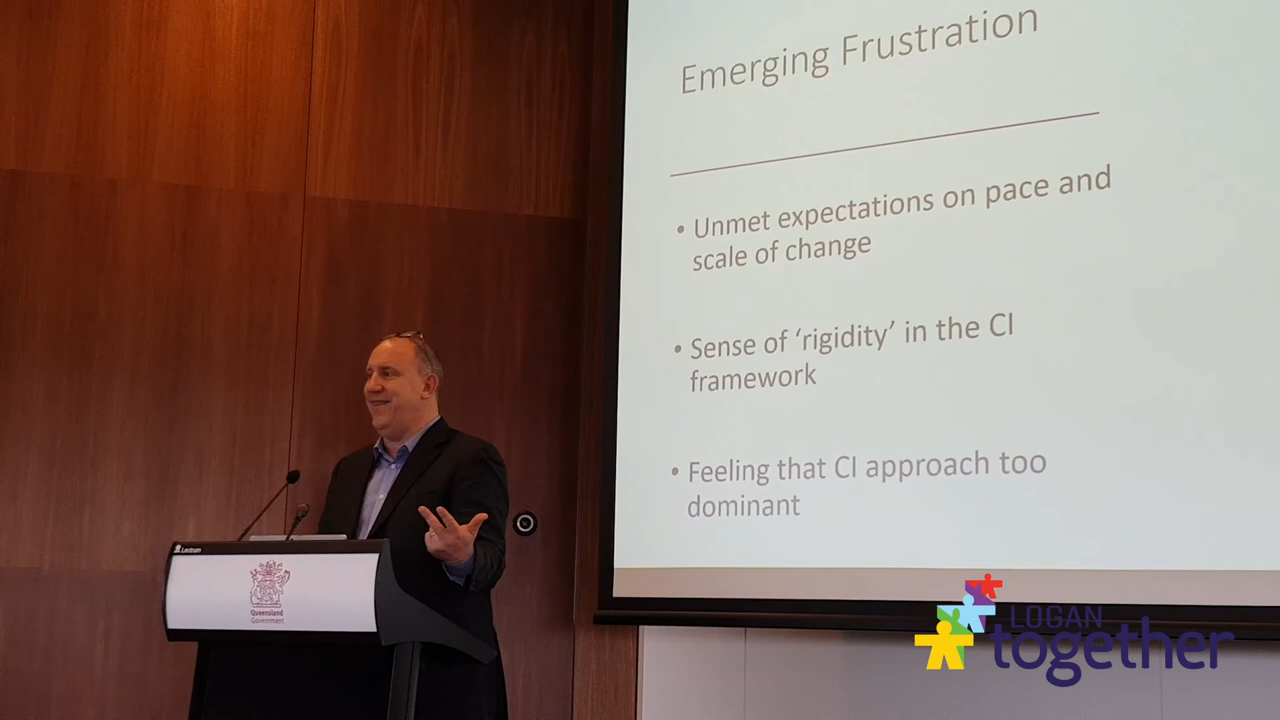 Emerging Frustration
• Unmet expectations on pace and
scale of change
• Sense of ‘rigidity’ in the CI
framework
• Feeling that CI approach too
dominant
Lectrum
Queensland
Government
LOGAN
together